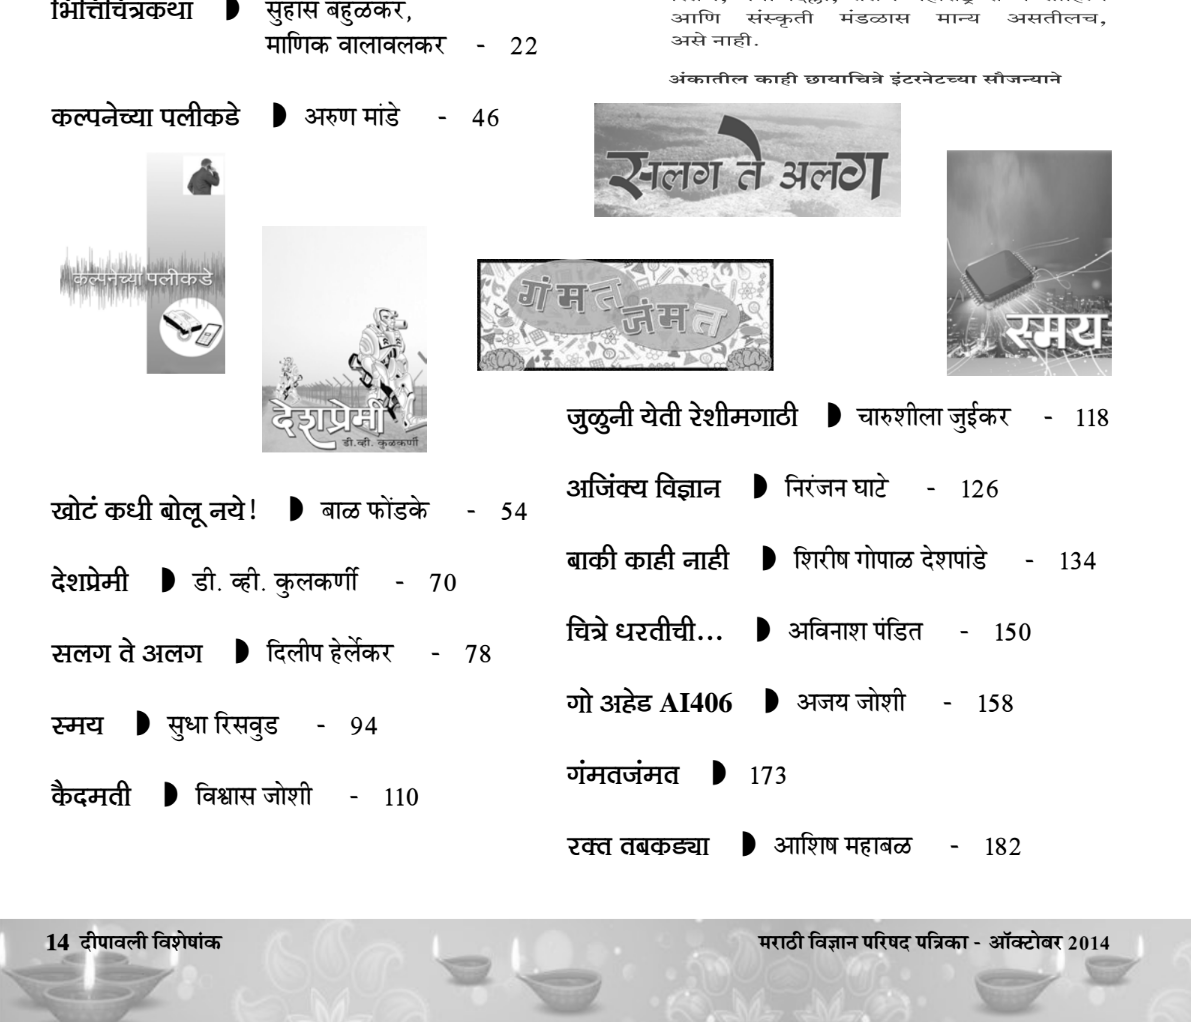 भित्तिचित्रकथा ◗ सुहास बहुळकर,
माणिक वालावलकर - 22
कल्पनेच्या पलीकडे ◗ अरुण मांडे - 46
कल्पनेच्या पलीकडे
देशप्रेमी
डी.व्ही. कुळकर्णी
खोटं कधी बोलू नये! ◗ बाळ फोंडके - 54
देशप्रेमी ◗ डी. व्ही. कुलकर्णी - 70
सलग ते अलग ◗ दिलीप हेर्लेकर - 78
स्मय ◗ सुधा रिसवुड - 94
कैदमती ◗ विश्वास जोशी - 110
आणि संस्कृती मंडळास मान्य असतीलच,
असे नाही.
अंकातील काही छायाचित्रे इंटरनेटच्या सौजन्याने
सलग ते अलग
गंमत जंमत
स्मय
जुळुनी येती रेशीमगाठी ◗ चारुशीला जुईकर - 118
अजिंक्य विज्ञान ◗ निरंजन घाटे - 126
बाकी काही नाही ◗ शिरीष गोपाळ देशपांडे - 134
चित्रे धरतीची... ◗ अविनाश पंडित - 150
गो अहेड AI406 ◗ अजय जोशी - 158
गंमतजंमत ◗ 173
रक्त तबकड्या ◗ आशिष महाबळ - 182
14 दीपावली विशेषांक
मराठी विज्ञान परिषद पत्रिका - ऑक्टोबर 2014